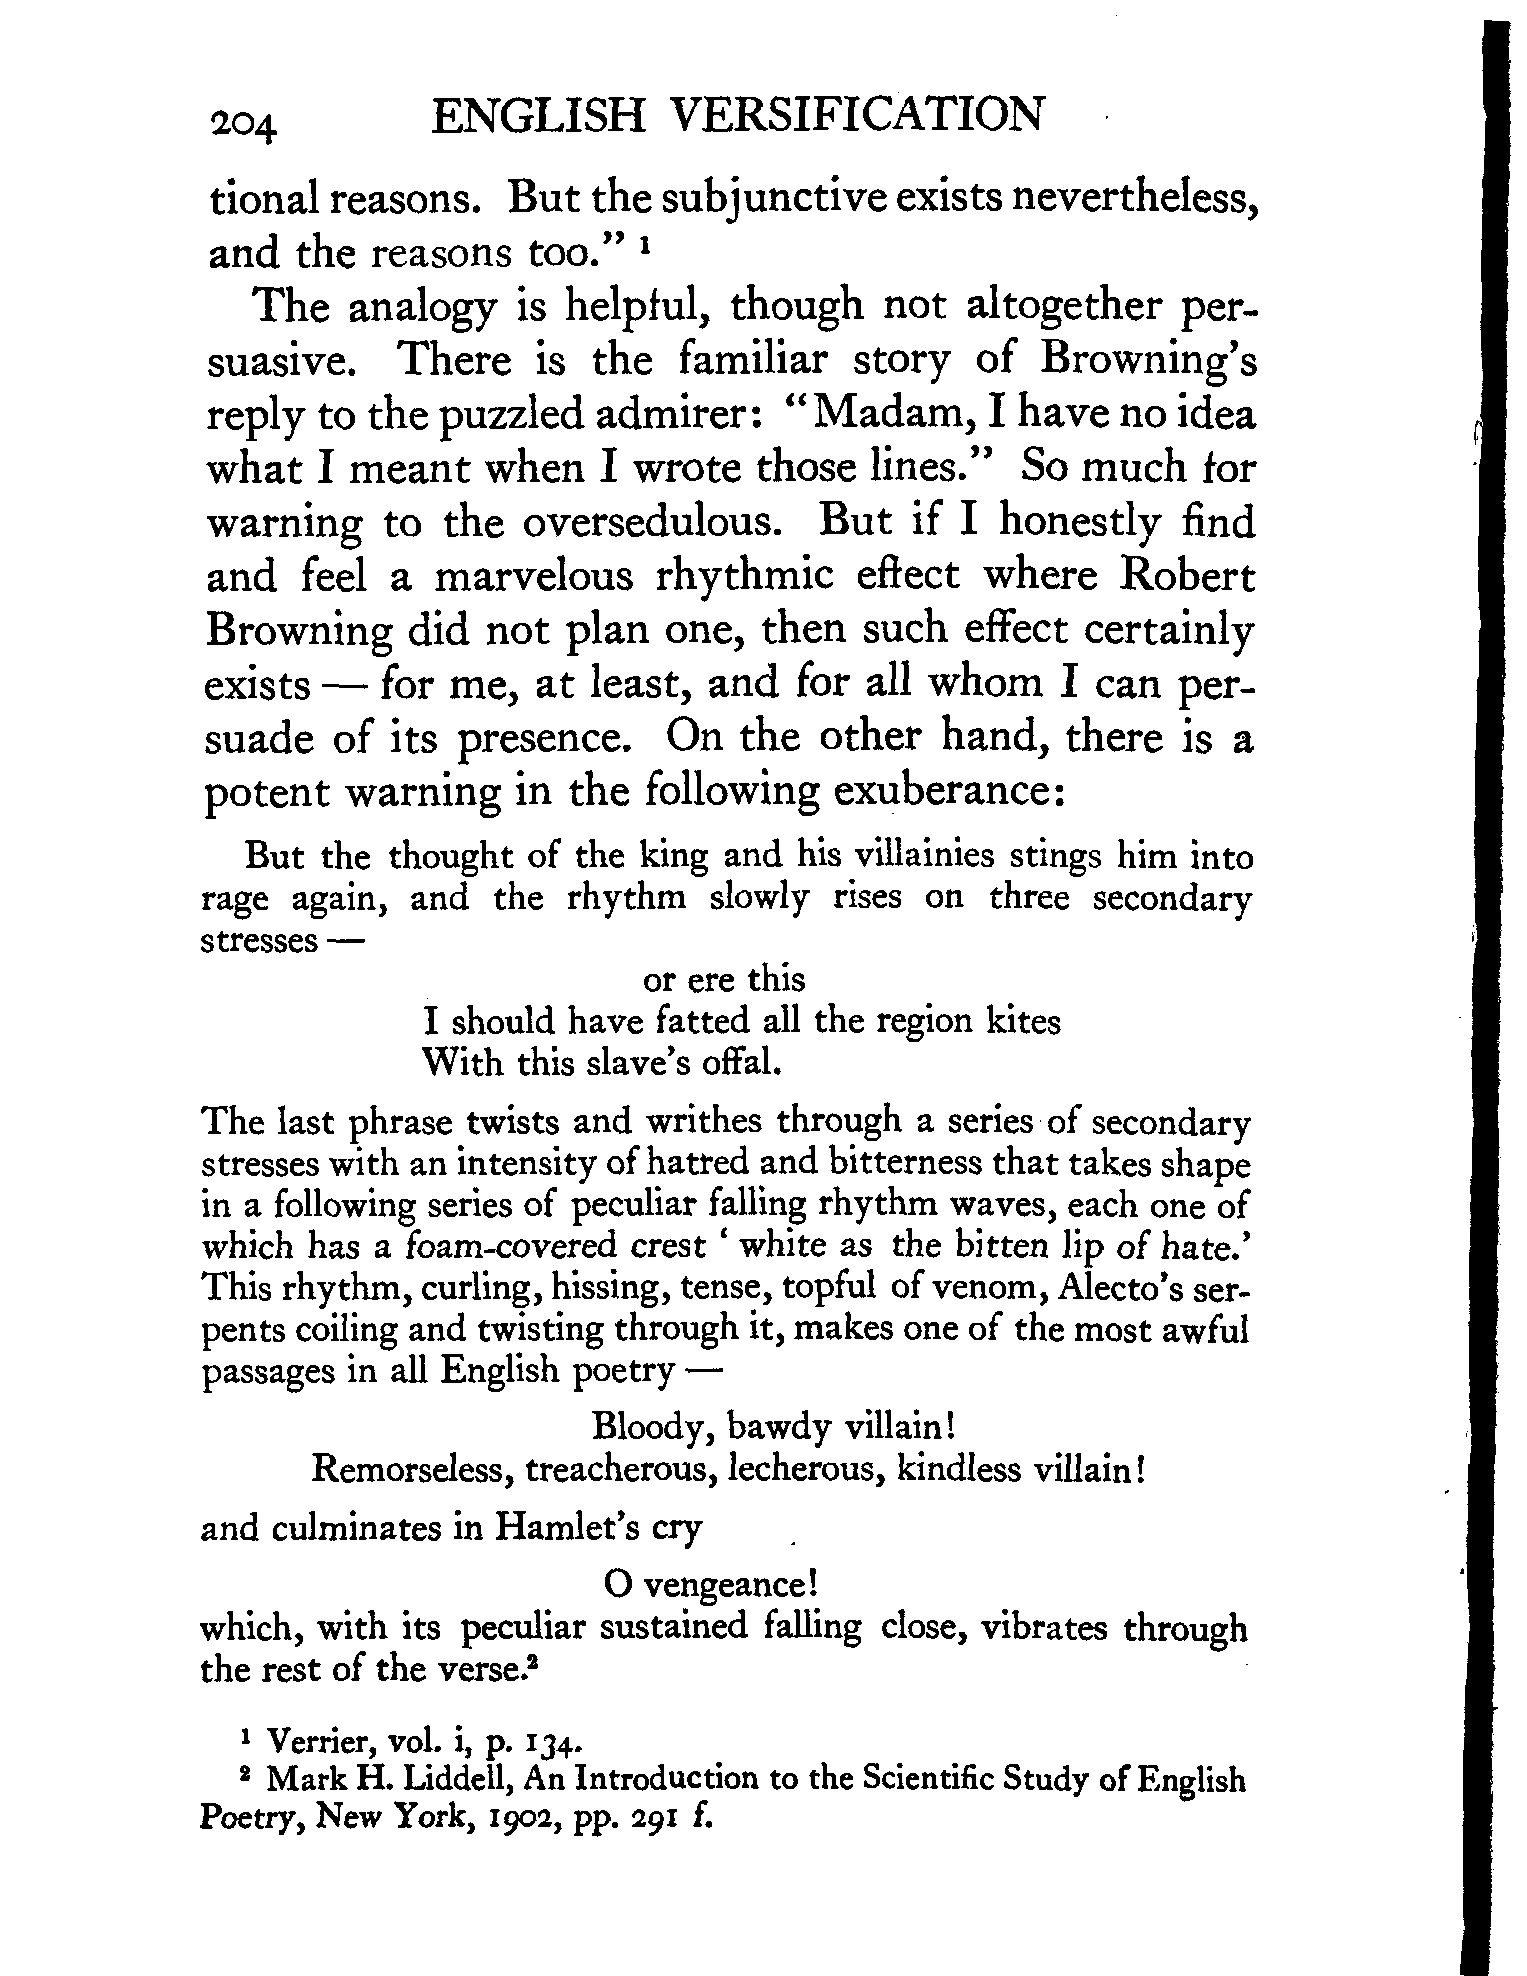 204 ENGLISH VERSIFICATION
tional reasons. But the subjunctive exists nevertheless,
and the reasons too.” ¹
The analogy is helpful, though not altogether per-
suasive. There is the familiar story of Browning’s
reply to the puzzled admirer: “Madam, I have no idea
what I meant when I wrote those lines.” So much for
warning to the oversedulous. But if I honestly find
and feel a marvelous rhythmic effect where Robert
Browning did not plan one, then such effect certainly
exists — for me, at least, and for all whom I can per-
suade of its presence. On the other hand, there is a
potent warning in the following exuberance:
But the thought of the king and his villainies stings him into
rage again, and the rhythm slowly rises on three secondary
stresses —
or ere this
I should have fatted all the region kites
With this slave’s offal.
The last phrase twists and writhes through a series of secondary
stresses with an intensity of hatred and bitterness that takes shape
in a following series of peculiar falling rhythm waves, each one of
which has a foam-covered crest ‘ white as the bitten lip of hate.’
This rhythm, curling, hissing, tense, topful of venom, Alecto’s ser-
pents coiling and twisting through it, makes one of the most awful
passages in all English poetry —
Bloody, bawdy villain!
Remorseless, treacherous, lecherous, kindless villain!
and culminates in Hamlet’s cry
O vengeance!
which, with its peculiar sustained falling close, vibrates through
the rest of the verse.²
¹ Verrier, vol. i, p. 134.
² Mark H. Liddell, An Introduction to the Scientific Study of English
Poetry, New York, 1902, pp. 291 f.